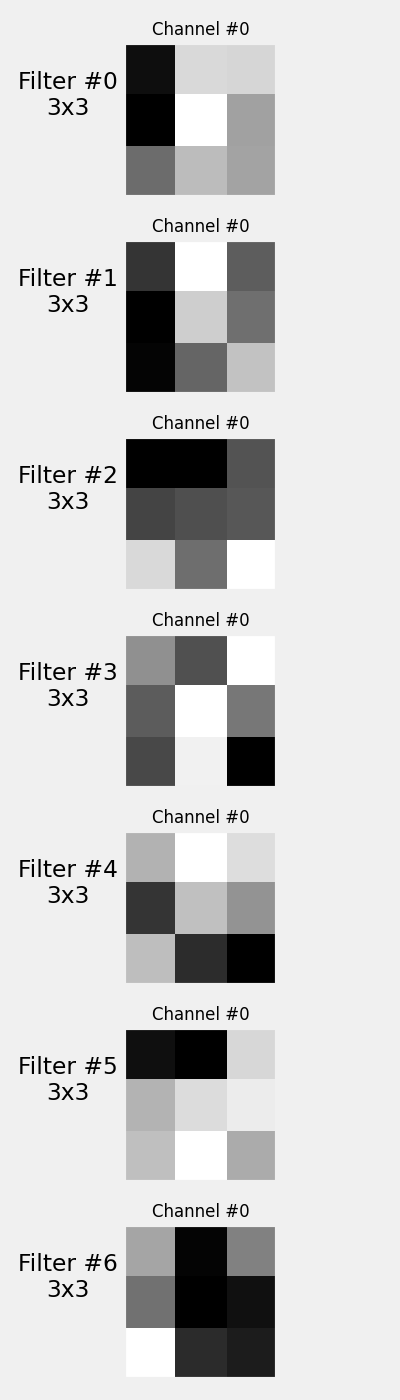 Channel #0
Filter #0
3x3
Channel #0
Filter #1
3x3
Channel #0
Filter #2
3x3
Channel #0
Filter #3
3x3
Channel #0
Filter #4
3x3
Channel #0
Filter #5
3x3
Channel #0
Filter #6
3x3